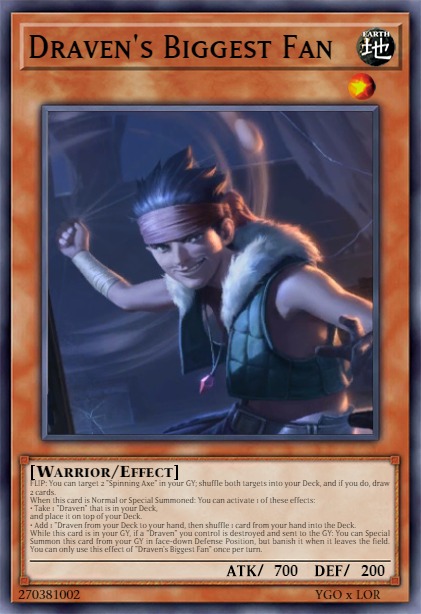 Draven's Biggest Fan
EARTH
地
[Warrior/Effect]
FLIP: You can target 2 "Spinning Axe" in your GY; shuffle both targets into your Deck, and if you do, draw
2 cards.
When this card is Normal or Special Summoned: You can activate 1 of these effects:
• Take 1 "Draven" that is in your Deck,
and place it on top of your Deck.
• Add 1 "Draven from your Deck to your hand, then shuffle 1 card from your hand into the Deck.
While this card is in your GY, if a "Draven" you control is destroyed and sent to the GY: You can Special
Summon this card from your GY in face-down Defense Position, but banish it when it leaves the field.
You can only use this effect of "Draven's Biggest Fan" once per turn.
ATK/ 700 DEF/ 200
270381002 YGO x LOR